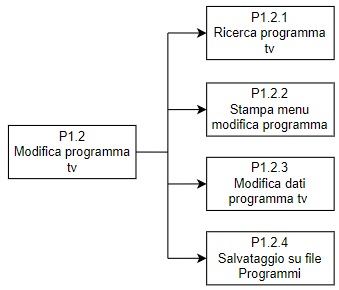 P1.2.1
Ricerca programma
tv
P1.2.2
Stampa menu
modifica programma
P1.2
Modifica programma
tv
P1.2.3
Modifica dati
programma tv
P1.2.4
Salvataggio su file
Programmi